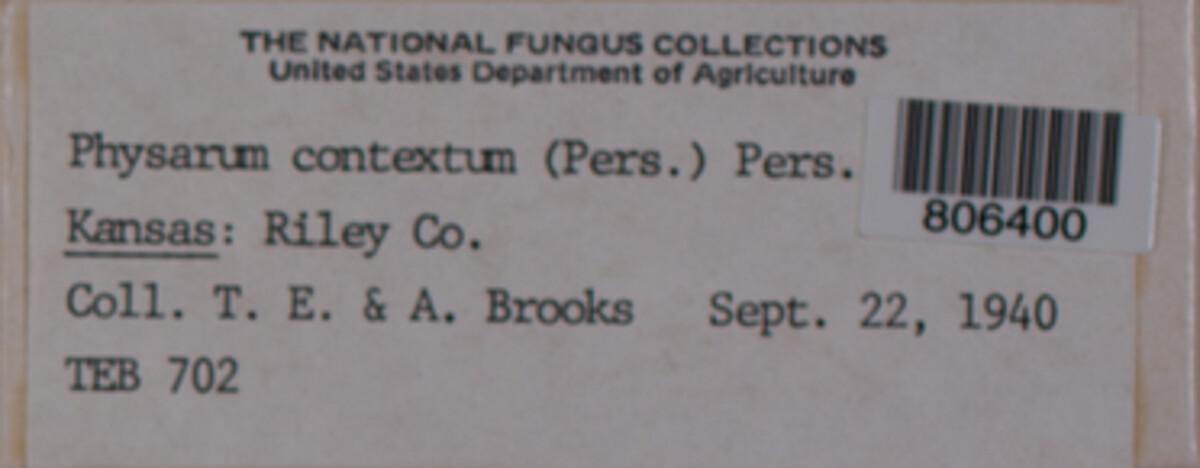 THE NATIONAL FUNGUS COLLECTIONS
United States Department of Agriculture
Physarum contextum (Pers.) Pers.
806400
Kansas: Riley Co.
Coll. T. E. & A. Brooks Sept. 22, 1940
TEB 702